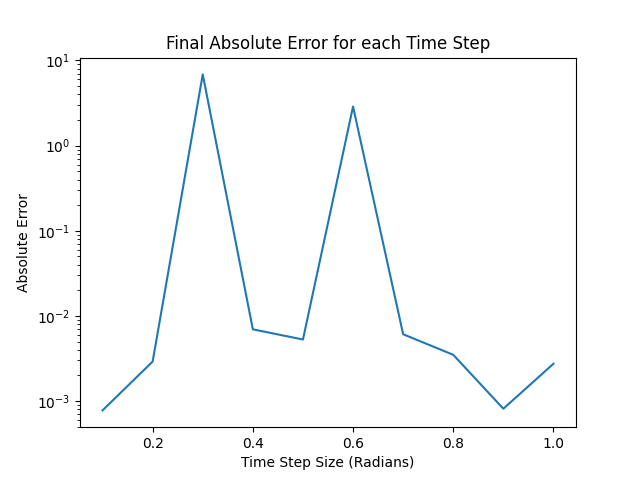 Final Absolute Error for each Time Step
10¹
10⁰
10⁻¹
10⁻²
10⁻³
Absolute Error
0.2 0.4 0.6 0.8 1.0
Time Step Size (Radians)